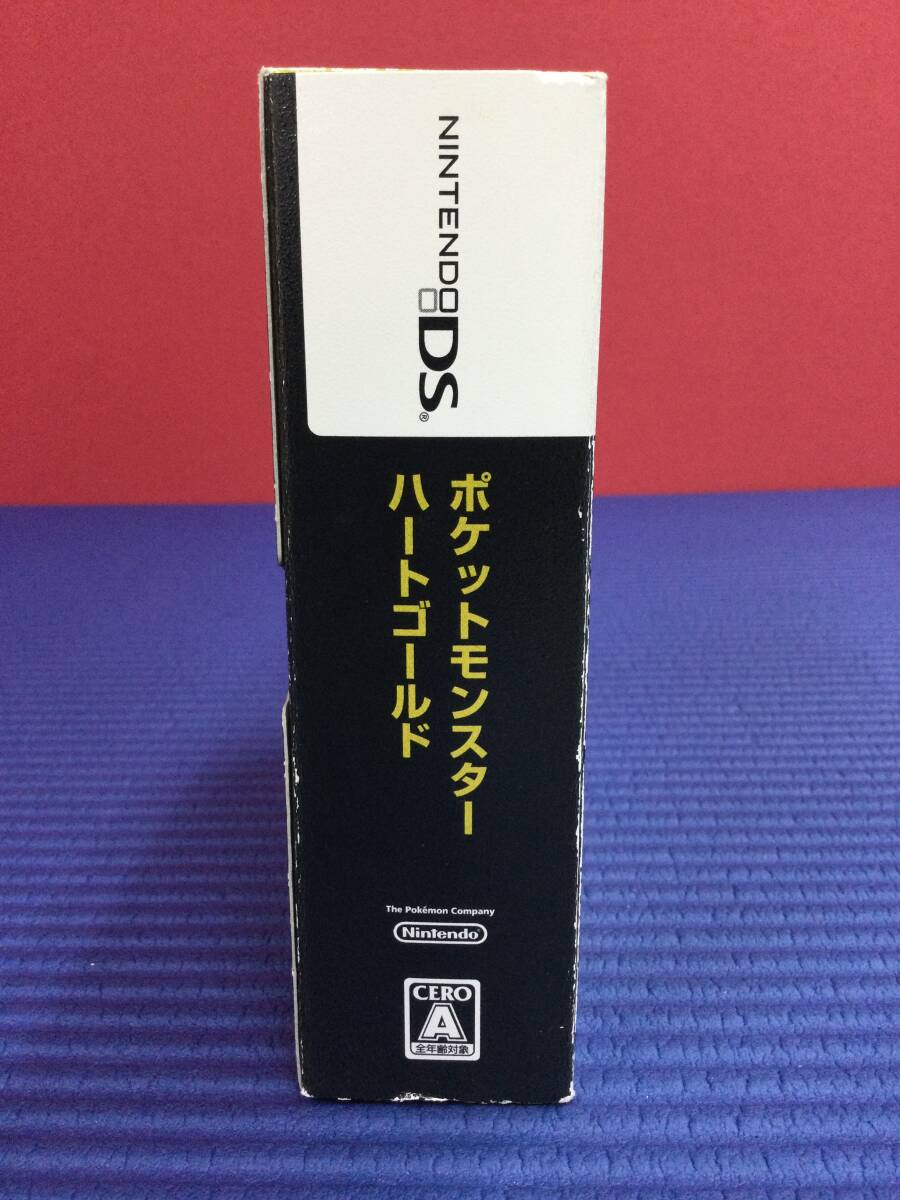 NINTENDO DS®
ポケットモンスター
ハートゴールド
The Pokémon Company
Nintendo®
CERO
A
全年齢対象